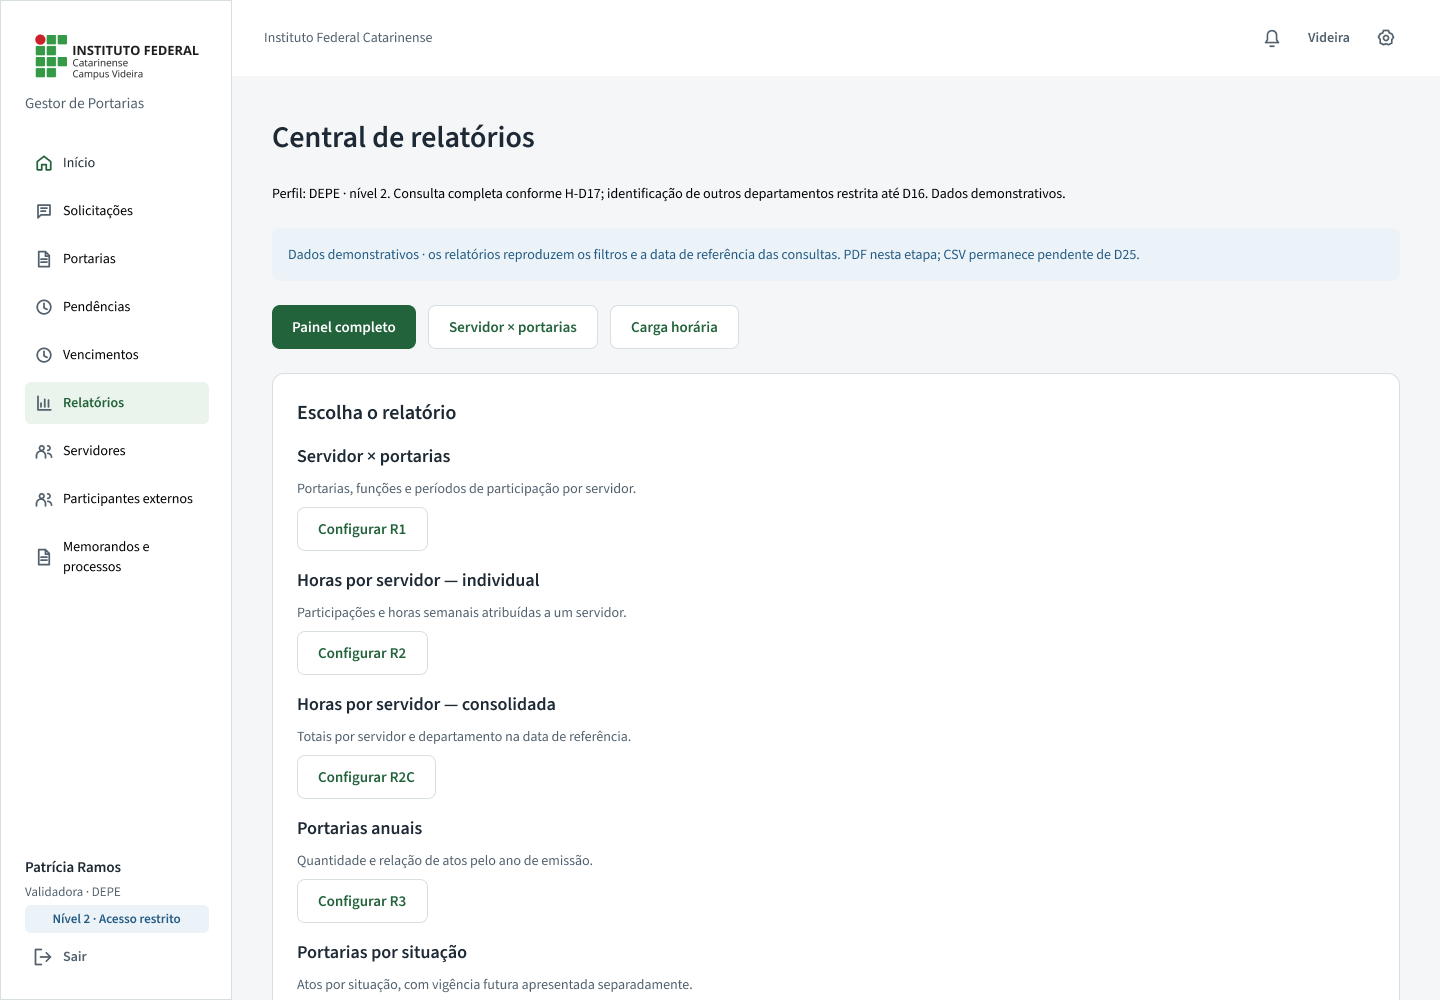 INSTITUTO FEDERAL
Catarinense
Campus Videira
Gestor de Portarias
Início
Solicitações
Portarias
Pendências
Vencimentos
Relatórios
Servidores
Participantes externos
Memorandos e
processos
Patrícia Ramos
Validadora · DEPE
Nível 2 · Acesso restrito
Sair
Instituto Federal Catarinense
Videira
Central de relatórios
Perfil: DEPE · nível 2. Consulta completa conforme H-D17; identificação de outros departamentos restrita até D16. Dados demonstrativos.
Dados demonstrativos · os relatórios reproduzem os filtros e a data de referência das consultas. PDF nesta etapa; CSV permanece pendente de D25.
Painel completo
Servidor × portarias
Carga horária
Escolha o relatório
Servidor × portarias
Portarias, funções e períodos de participação por servidor.
Configurar R1
Horas por servidor — individual
Participações e horas semanais atribuídas a um servidor.
Configurar R2
Horas por servidor — consolidada
Totais por servidor e departamento na data de referência.
Configurar R2C
Portarias anuais
Quantidade e relação de atos pelo ano de emissão.
Configurar R3
Portarias por situação
Atos por situação, com vigência futura apresentada separadamente.